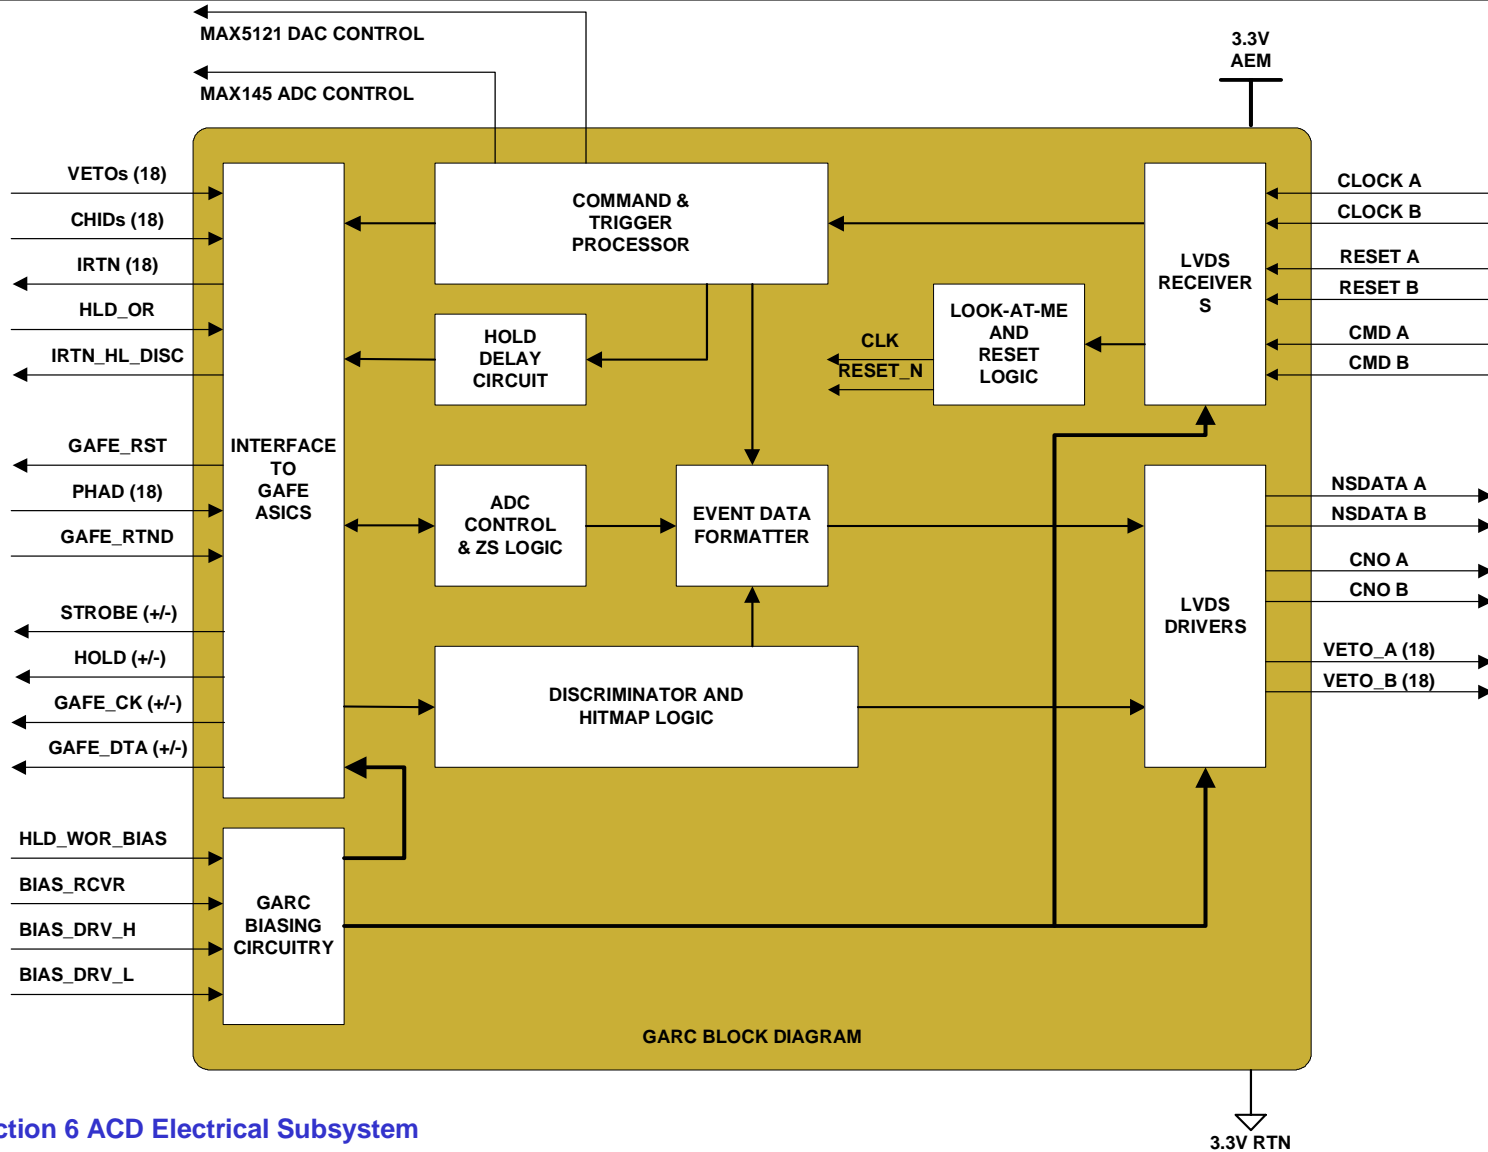 MAX5121 DAC CONTROL
MAX145 ADC CONTROL
3.3V
AEM
VETOs (18)
CHIDs (18)
IRTN (18)
HLD_OR
IRTN_HL_DISC
GAFE_RST
PHAD (18)
GAFE_RTND
STROBE (+/-)
HOLD (+/-)
GAFE_CK (+/-)
GAFE_DTA (+/-)
HLD_WOR_BIAS
BIAS_RCVR
BIAS_DRV_H
BIAS_DRV_L
INTERFACE
TO
GAFE
ASICS
GARC
BIASING
CIRCUITRY
COMMAND &
TRIGGER
PROCESSOR
HOLD
DELAY
CIRCUIT
ADC
CONTROL
& ZS LOGIC
EVENT DATA
FORMATTER
DISCRIMINATOR AND
HITMAP LOGIC
CLK
RESET_N
LOOK-AT-ME
AND
RESET
LOGIC
LVDS
RECEIVER
S
LVDS
DRIVERS
CLOCK A
CLOCK B
RESET A
RESET B
CMD A
CMD B
NSDATA A
NSDATA B
CNO A
CNO B
VETO_A (18)
VETO_B (18)
GARC BLOCK DIAGRAM
3.3V RTN
ction 6 ACD Electrical Subsystem